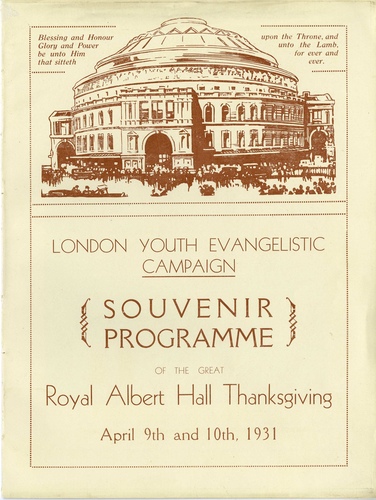 Blessing and Honour
Glory and Power
be unto Him
that sitteth
upon the Throne, and
unto the Lamb,
for ever and
ever.
LONDON YOUTH EVANGELISTIC
CAMPAIGN
SOUVENIR
PROGRAMME
OF THE GREAT
Royal Albert Hall Thanksgiving
April 9th and 10th, 1931